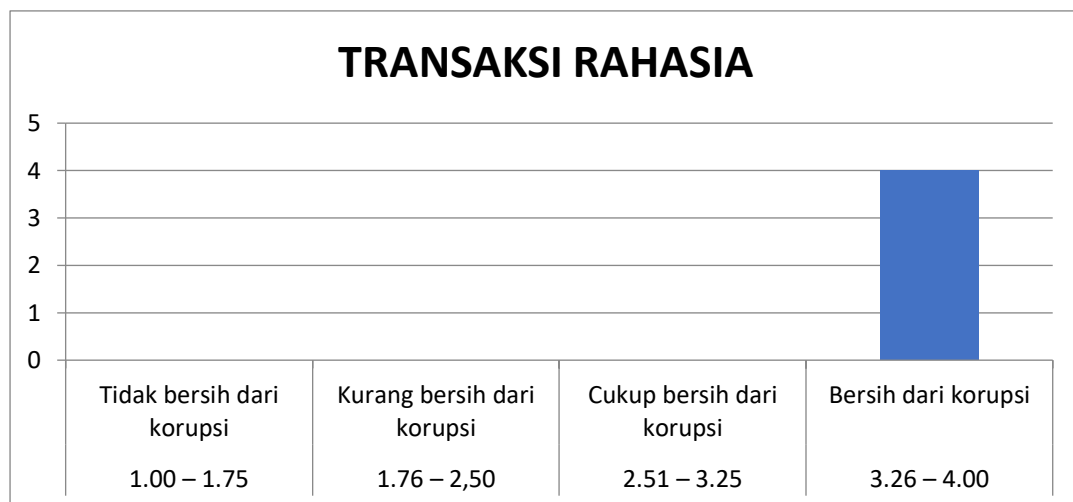 TRANSAKSI RAHASIA
5
4
3
2
1
0
Tidak bersih dari
korupsi
Kurang bersih dari
korupsi
Cukup bersih dari
korupsi
Bersih dari korupsi
1.00 – 1.75
1.76 – 2,50
2.51 – 3.25
3.26 – 4.00